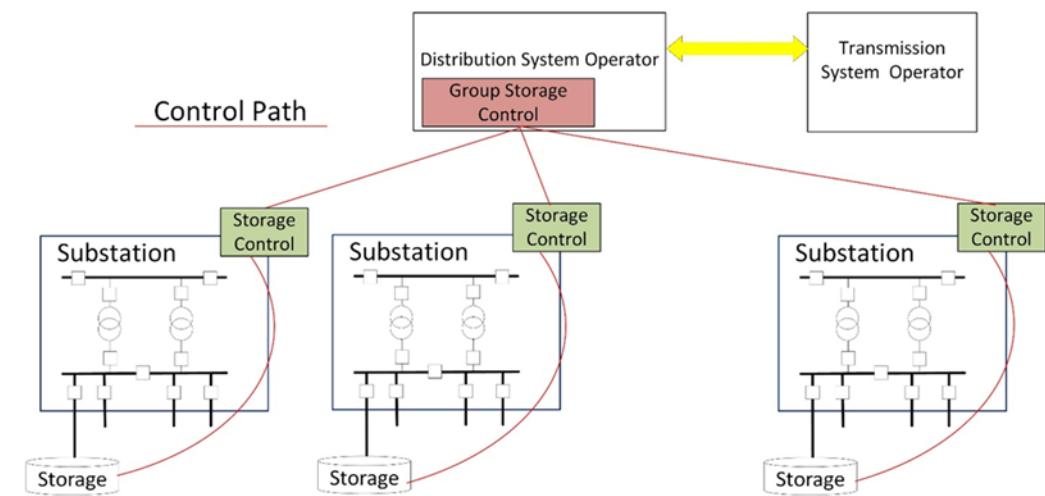 Distribution System Operator
Group Storage
Control
Transmission
System Operator
Control Path
Storage
Control
Substation
Storage
Storage
Control
Substation
Storage
Storage
Control
Substation
Storage